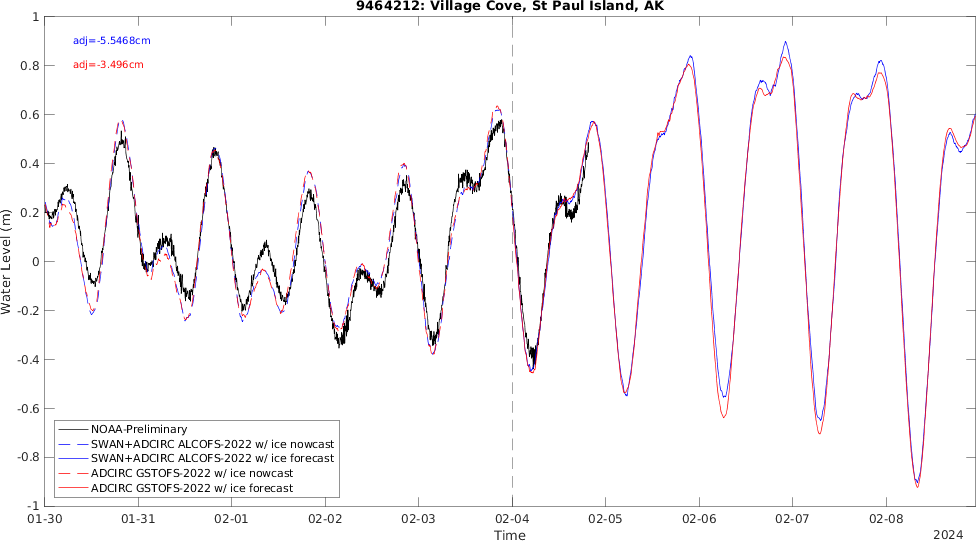 9464212: Village Cove, St Paul Island, AK
adj=-5.5468cm
adj=-3.496cm
Water Level (m)
1
0.8
0.6
0.4
0.2
0
-0.2
-0.4
-0.6
-0.8
-1
NOAA-Preliminary
SWAN+ADCIRC ALCOFS-2022 w/ ice nowcast
SWAN+ADCIRC ALCOFS-2022 w/ ice forecast
ADCIRC GSTOFS-2022 w/ ice nowcast
ADCIRC GSTOFS-2022 w/ ice forecast
01-30 01-31 02-01 02-02 02-03 02-04 02-05 02-06 02-07 02-08
Time
2024